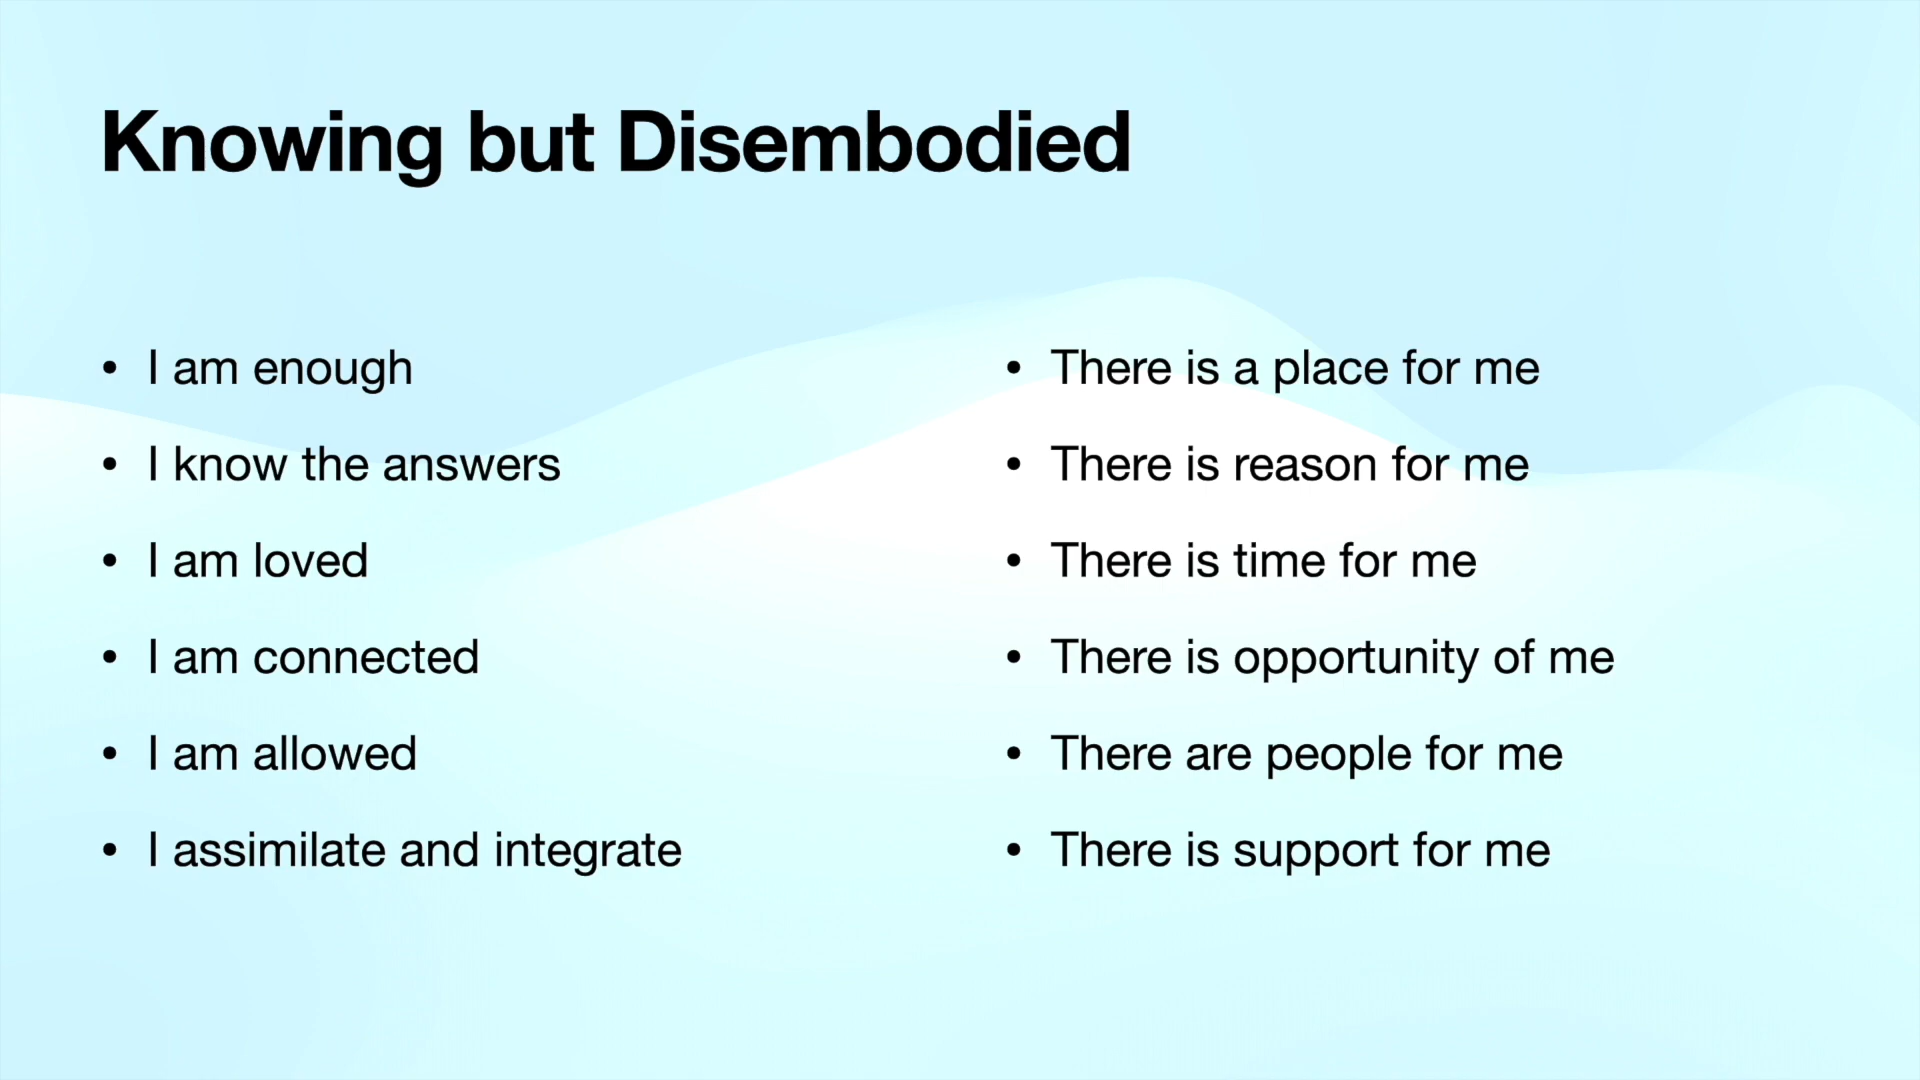 Knowing but Disembodied
• I am enough
• I know the answers
• I am loved
• I am connected
• I am allowed
• I assimilate and integrate
• There is a place for me
• There is reason for me
• There is time for me
• There is opportunity of me
• There are people for me
• There is support for me